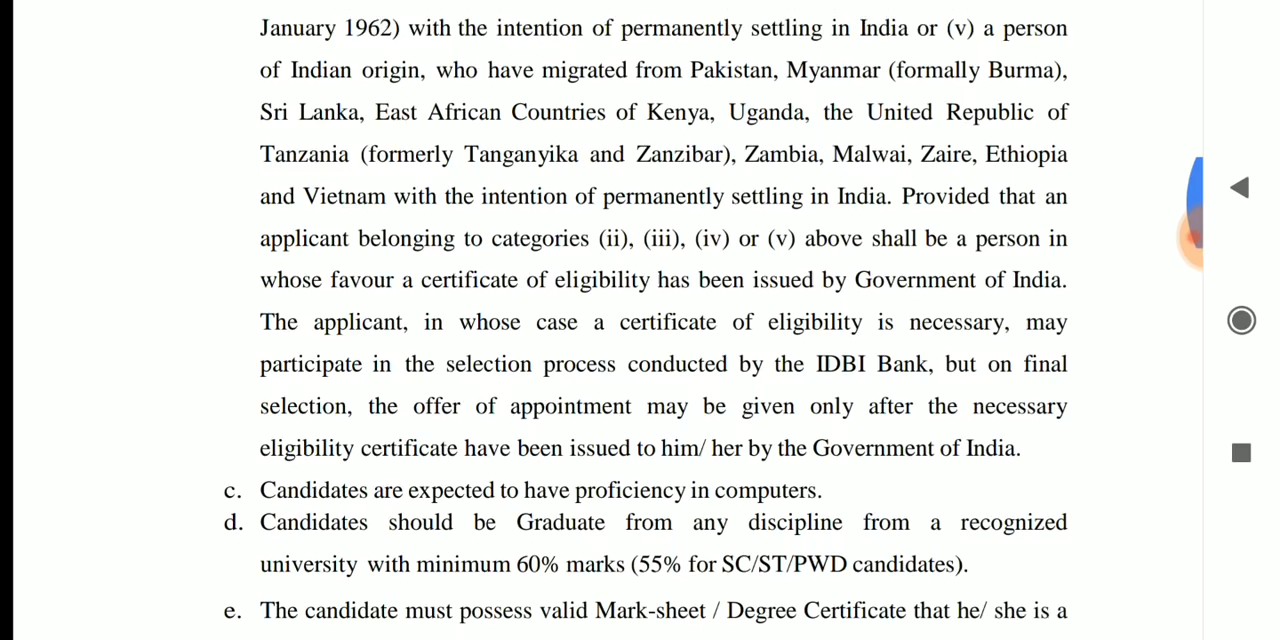 January 1962) with the intention of permanently settling in India or (v) a person
of Indian origin, who have migrated from Pakistan, Myanmar (formally Burma),
Sri Lanka, East African Countries of Kenya, Uganda, the United Republic of
Tanzania (formerly Tanganyika and Zanzibar), Zambia, Malwai, Zaire, Ethiopia
and Vietnam with the intention of permanently settling in India. Provided that an
applicant belonging to categories (ii), (iii), (iv) or (v) above shall be a person in
whose favour a certificate of eligibility has been issued by Government of India.
The applicant, in whose case a certificate of eligibility is necessary, may
participate in the selection process conducted by the IDBI Bank, but on final
selection, the offer of appointment may be given only after the necessary
eligibility certificate have been issued to him/ her by the Government of India.
c. Candidates are expected to have proficiency in computers.
d. Candidates should be Graduate from any discipline from a recognized
university with minimum 60% marks (55% for SC/ST/PWD candidates).
e. The candidate must possess valid Mark-sheet / Degree Certificate that he/ she is a